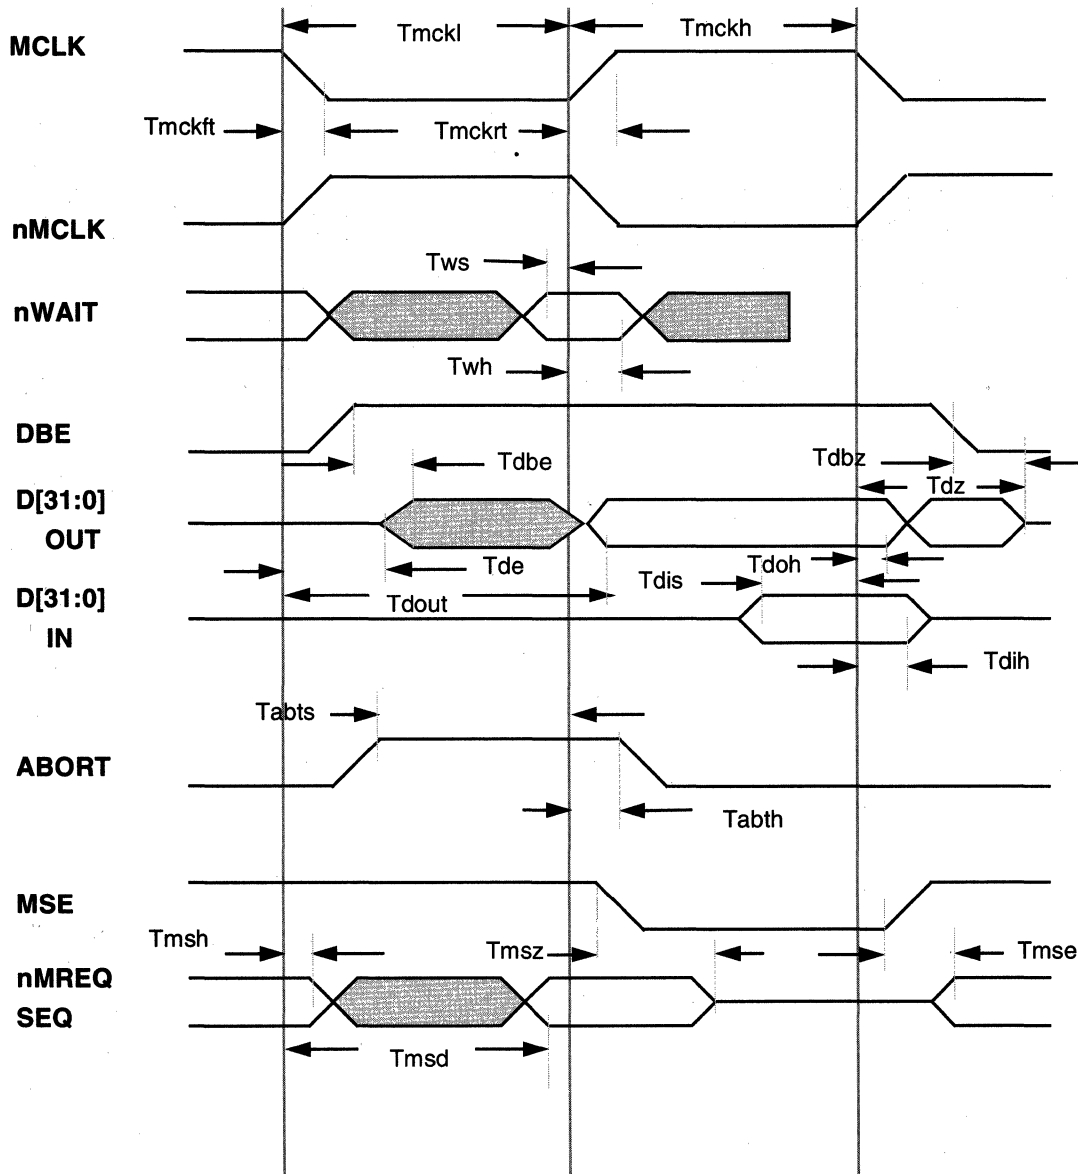 Tmckl
Tmckh
MCLK
Tmckft
Tmckrt
nMCLK
Tws
nWAIT
Twh
DBE
Tdbe
Tdbz
Tdz
D[31:0]
OUT
Tde
Tdoh
Tdis
D[31:0]
Tdout
IN
Tdih
Tabts
ABORT
Tabth
MSE
Tmsh
Tmsz
Tmse
nMREQ
SEQ
Tmsd